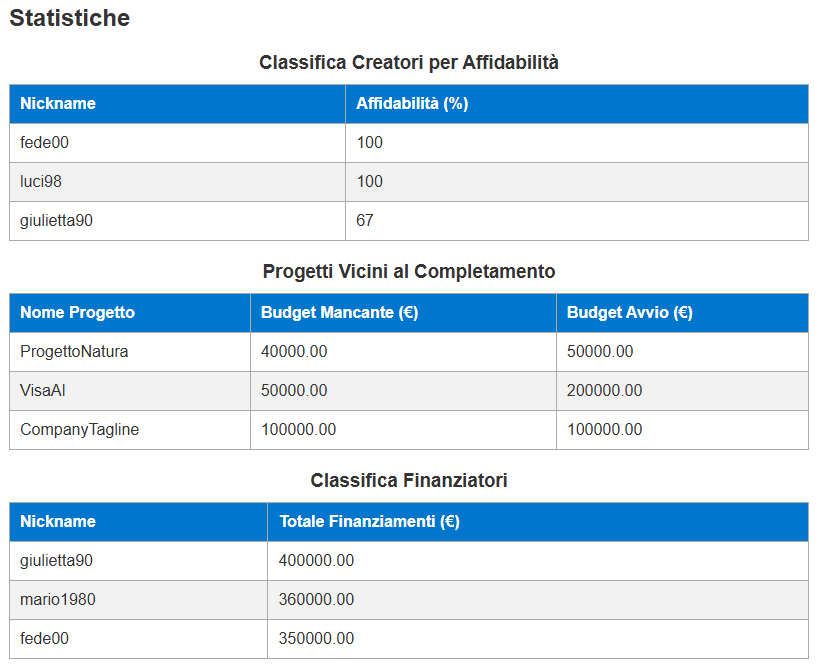 Statistiche
Classifica Creatori per Affidabilità
Nickname Affidabilità (%)
fede00 100
luci98 100
giulietta90 67
Progetti Vicini al Completamento
Nome Progetto Budget Mancante (€) Budget Avvio (€)
ProgettoNatura 40000.00 50000.00
VisaAI 50000.00 200000.00
CompanyTagline 100000.00 100000.00
Classifica Finanziatori
Nickname Totale Finanziamenti (€)
giulietta90 400000.00
mario1980 360000.00
fede00 350000.00